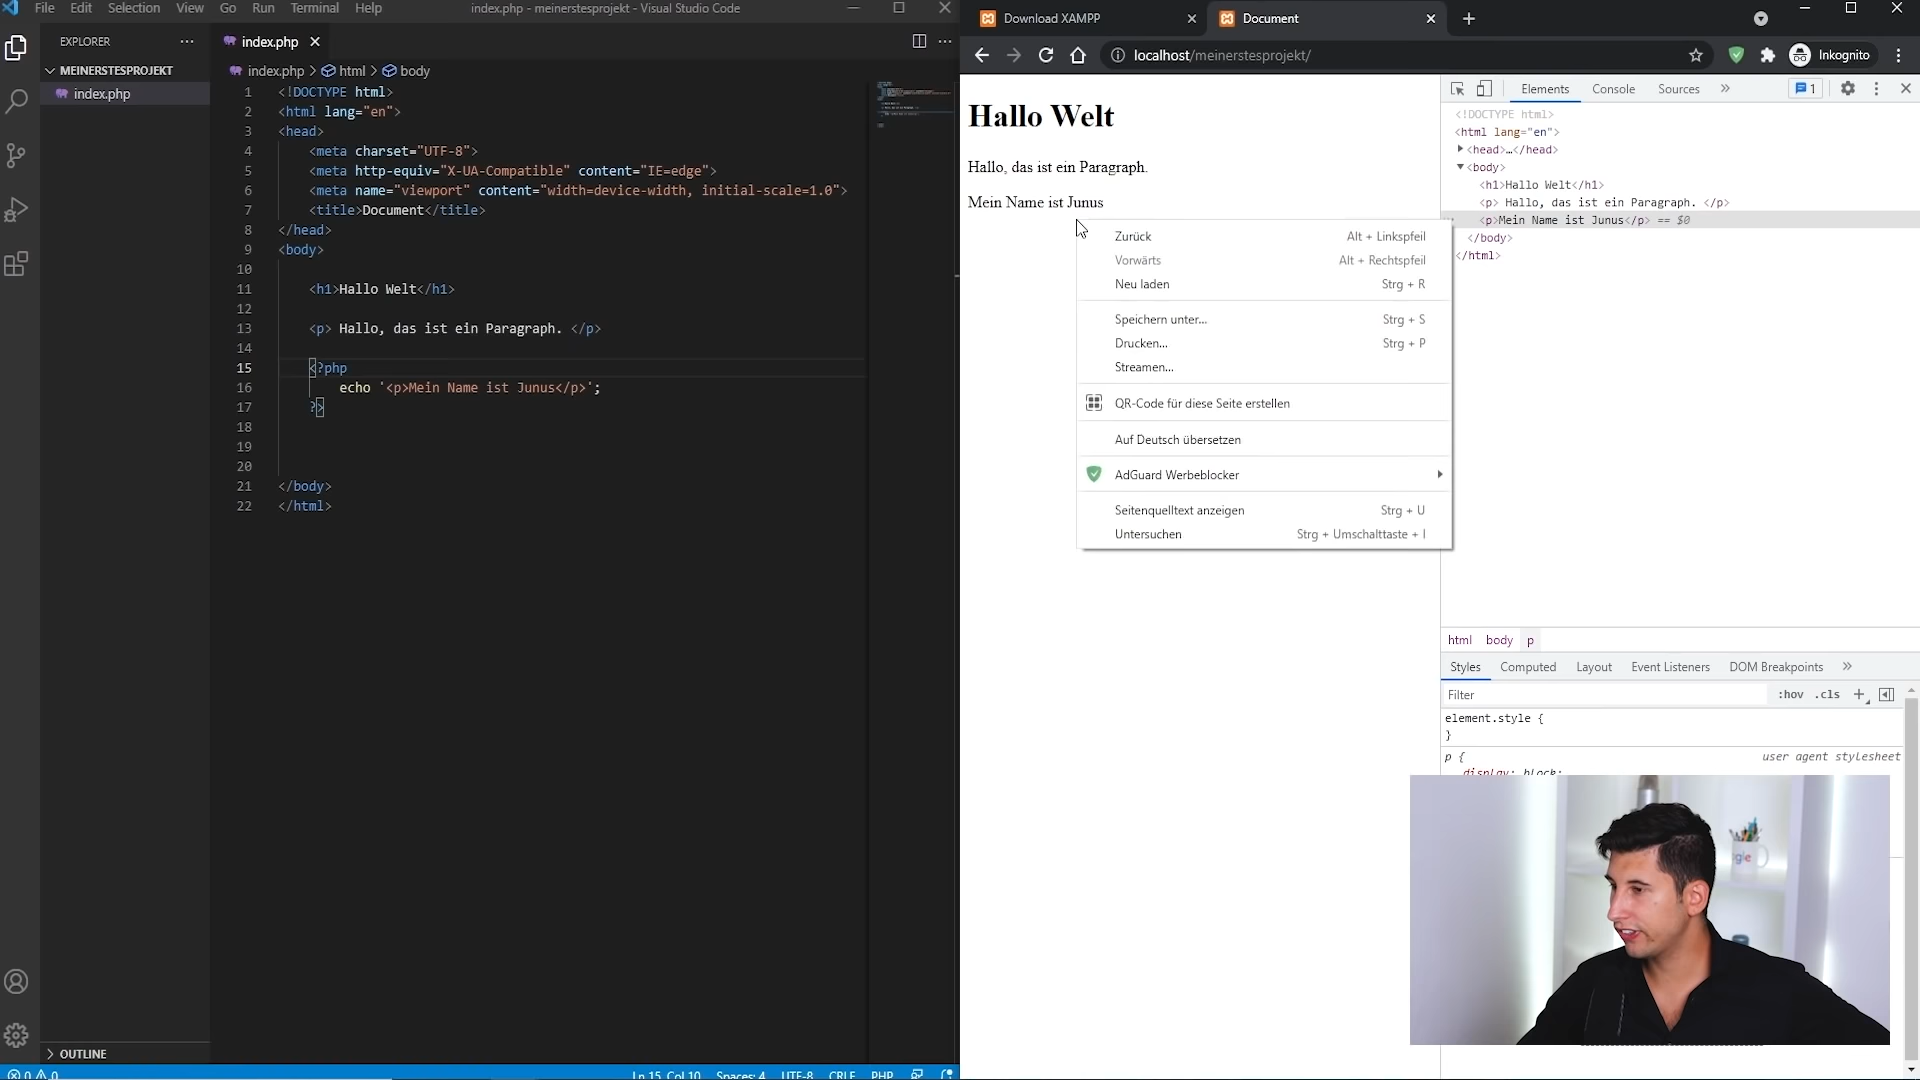 File Edit Selection View Go Run Terminal Help
index.php - meinerstesprojekt - Visual Studio Code
EXPLORER
MEINERSTESPROJEKT
index.php
index.php
index.php > html > body
1 <!DOCTYPE html>
2 <html lang="en">
3 <head>
4 <meta charset="UTF-8">
5 <meta http-equiv="X-UA-Compatible" content="IE=edge">
6 <meta name="viewport" content="width=device-width, initial-scale=1.0">
7 <title>Document</title>
8 </head>
9 <body>
10
11 <h1>Hallo Welt</h1>
12
13 <p> Hallo, das ist ein Paragraph. </p>
14
15 <?php
16 echo '<p>Mein Name ist Junus</p>';
17 ?>
18
19
20
21 </body>
22 </html>
OUTLINE
0 0
Ln 15, Col 10 Spaces: 4 UTF-8 CRLF PHP
Download XAMPP
Document
localhost/meinerstesprojekt/
Inkognito
Hallo Welt
Hallo, das ist ein Paragraph.
Mein Name ist Junus
Zurück Alt + Linkspfeil
Vorwärts Alt + Rechtspfeil
Neu laden Strg + R
Speichern unter... Strg + S
Drucken... Strg + P
Streamen...
QR-Code für diese Seite erstellen
Auf Deutsch übersetzen
AdGuard Werbeblocker
Seitenquelltext anzeigen Strg + U
Untersuchen Strg + Umschalttaste + I
Elements Console Sources » 1
<!DOCTYPE html>
<html lang="en">
<head>…</head>
<body>
<h1>Hallo Welt</h1>
<p> Hallo, das ist ein Paragraph. </p>
<p>Mein Name ist Junus</p> == $0
</body>
</html>
html body p
Styles Computed Layout Event Listeners DOM Breakpoints »
Filter :hov .cls +
element.style {
}
p { user agent stylesheet
display: block;
gle